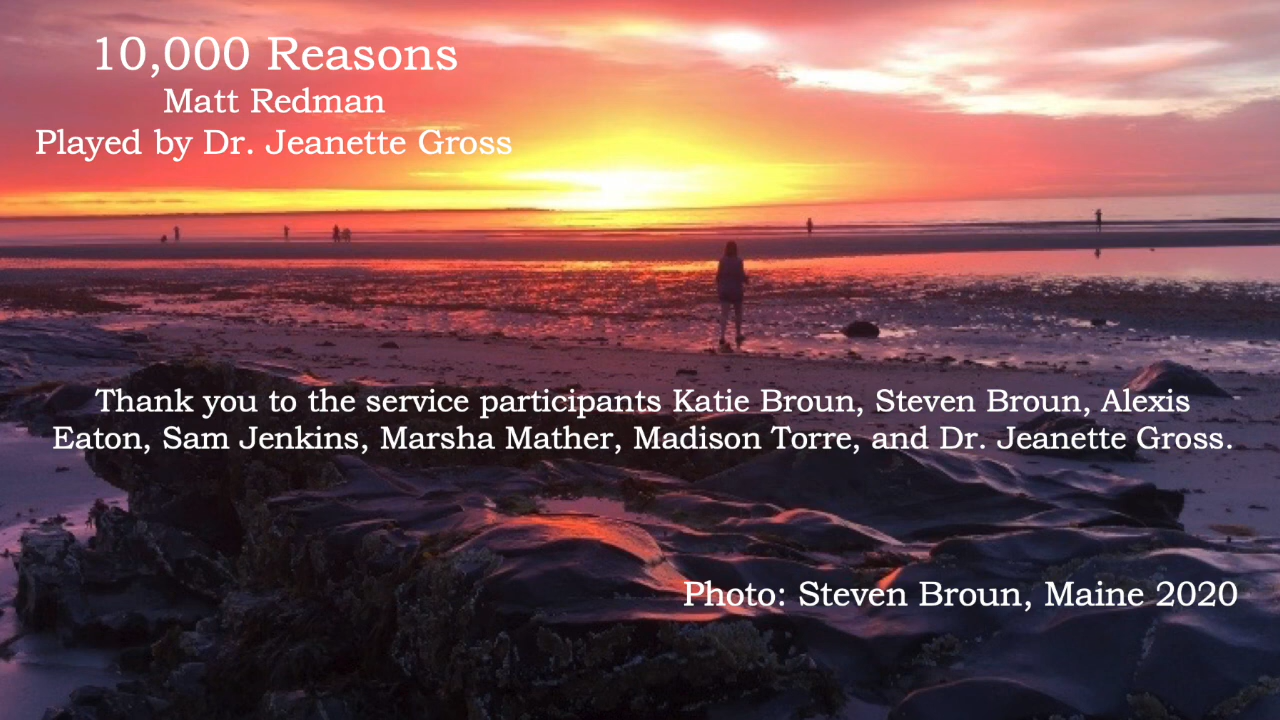 10,000 Reasons
Matt Redman
Played by Dr. Jeanette Gross
Thank you to the service participants Katie Broun, Steven Broun, Alexis
Eaton, Sam Jenkins, Marsha Mather, Madison Torre, and Dr. Jeanette Gross.
Photo: Steven Broun, Maine 2020